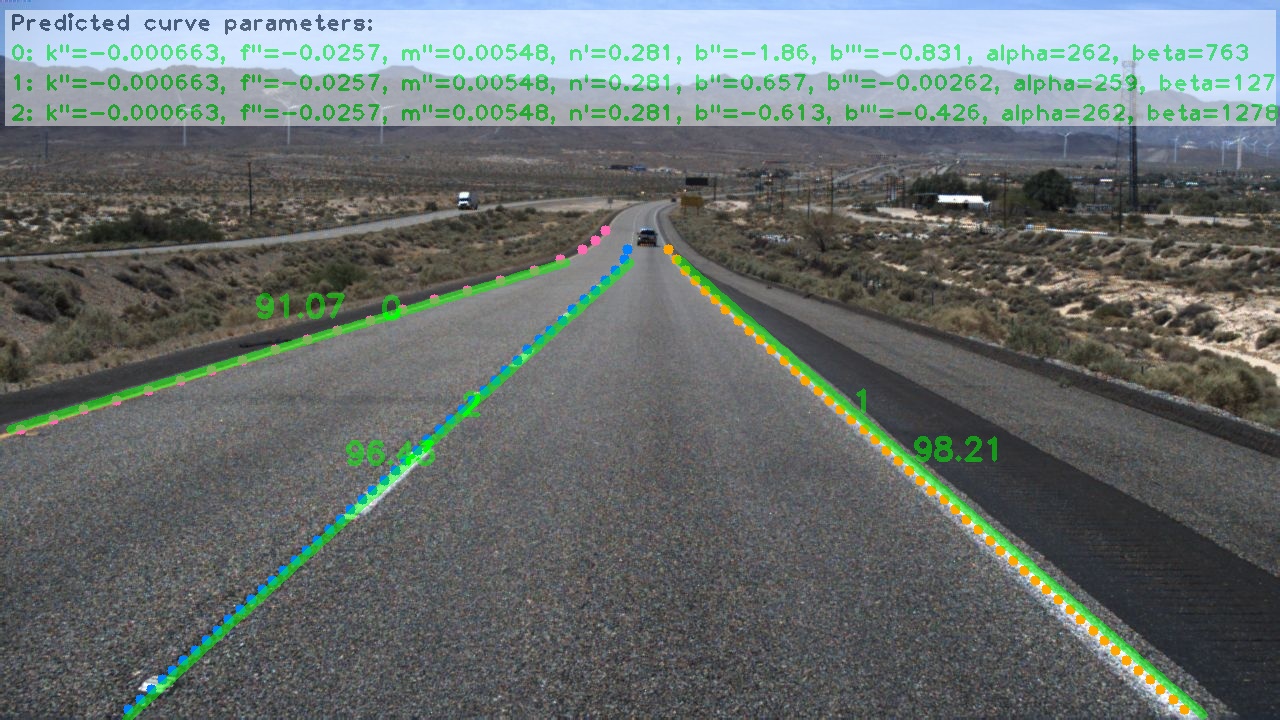 Predicted curve parameters:
0: k''=-0.000663, f''=-0.0257, m''=0.00548, n'=0.281, b''=-1.86, b'''=-0.831, alpha=262, beta=763
1: k''=-0.000663, f''=-0.0257, m''=0.00548, n'=0.281, b''=0.657, b'''=-0.00262, alpha=259, beta=127
2: k''=-0.000663, f''=-0.0257, m''=0.00548, n'=0.281, b''=-0.613, b'''=-0.426, alpha=262, beta=1278
91.07 0
2 1
96.45 98.21